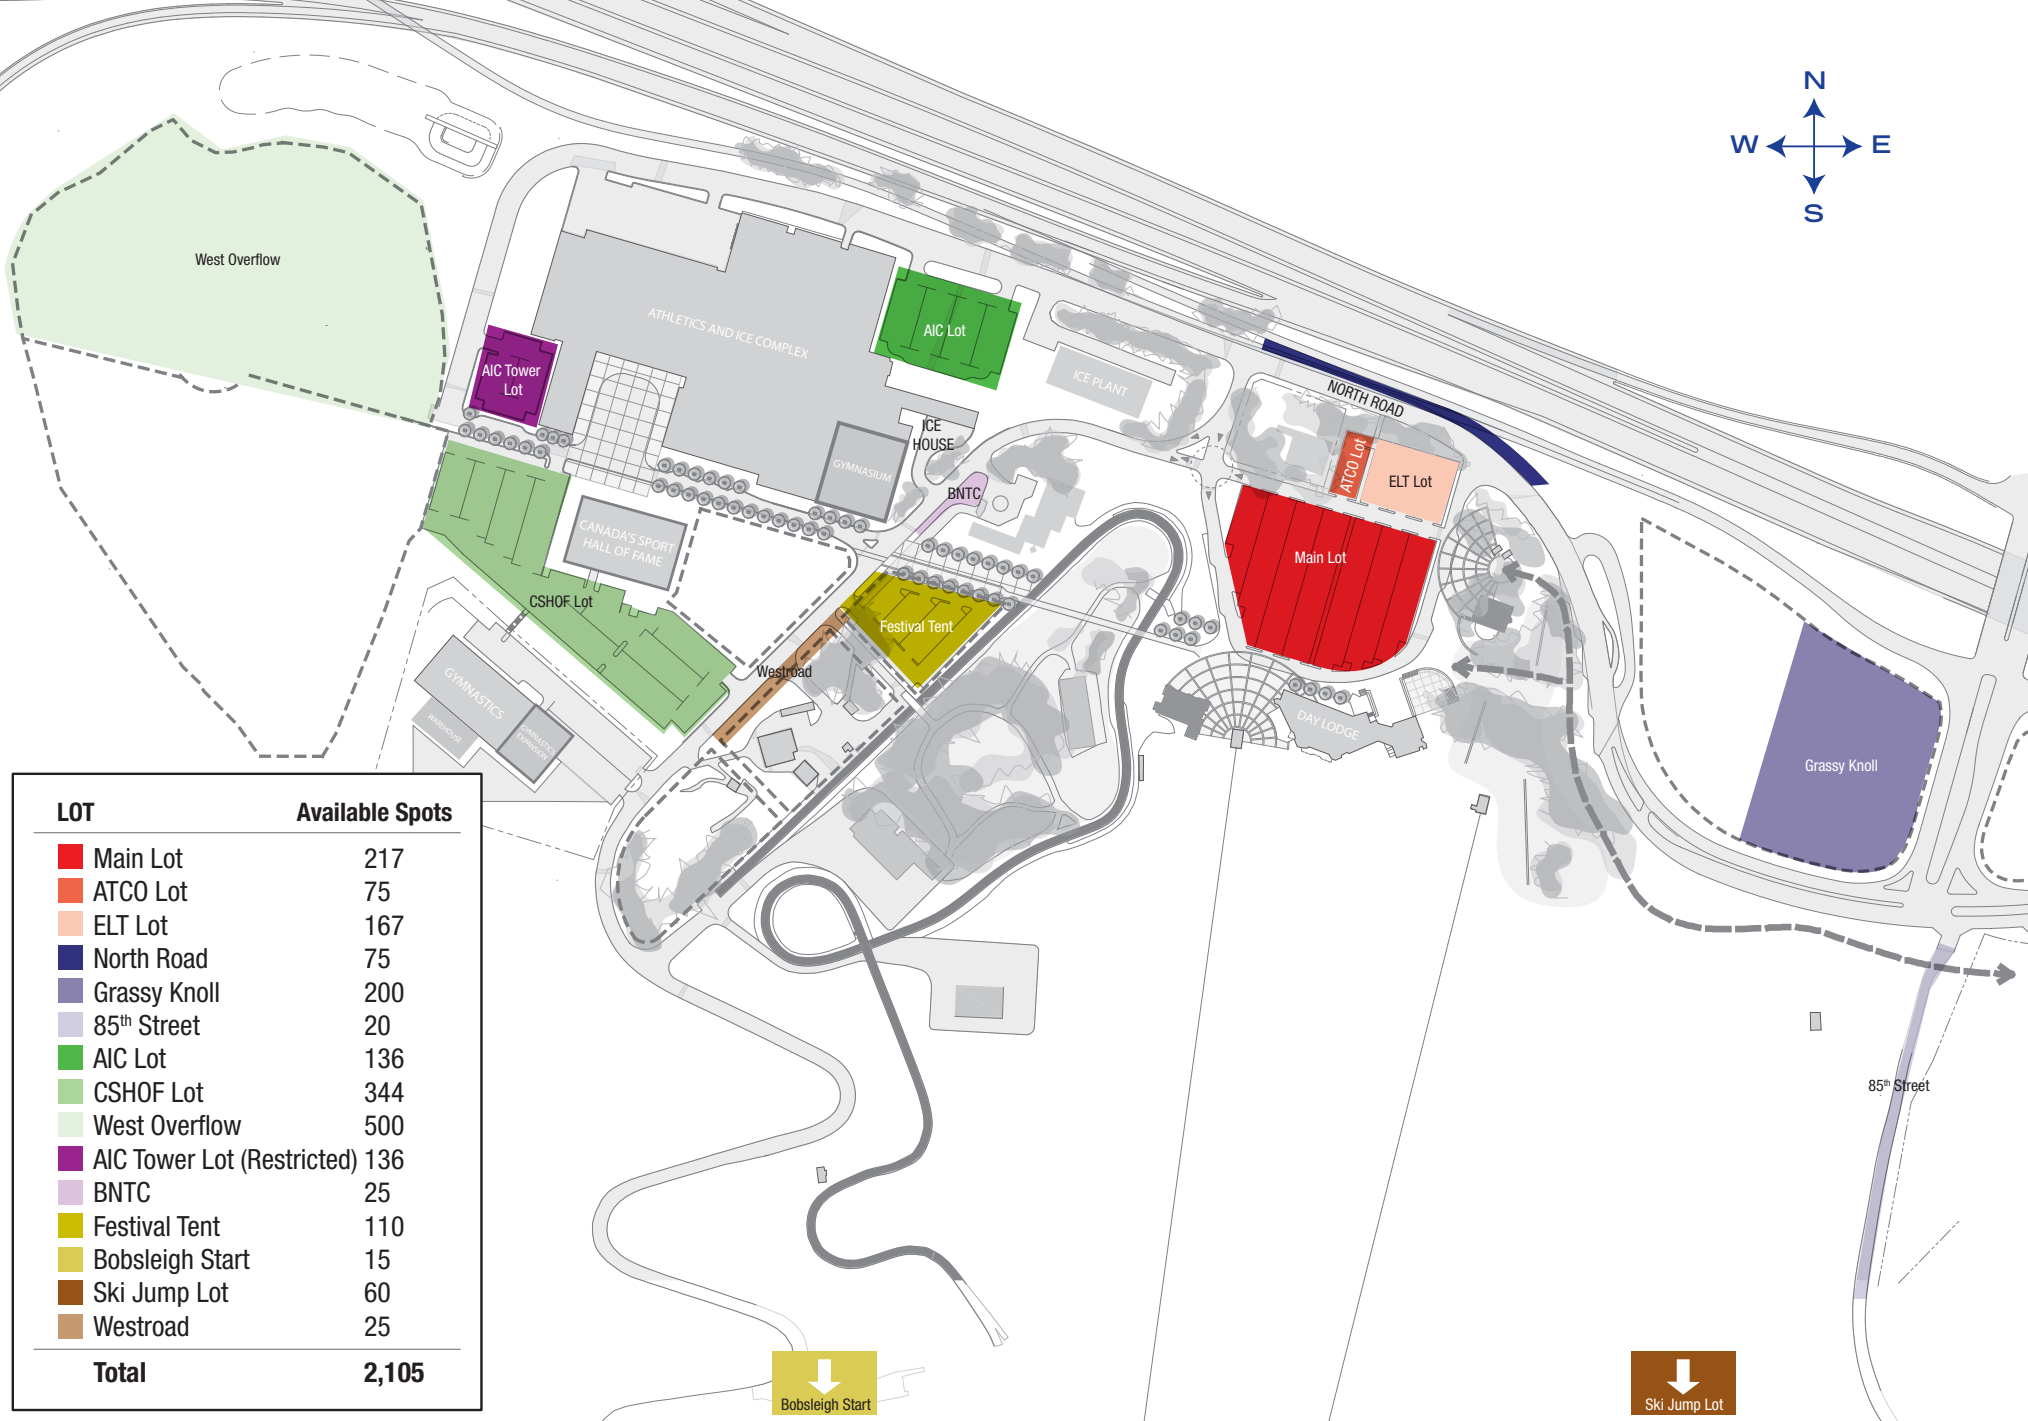 N
W E
S
West Overflow
ATHLETICS AND ICE COMPLEX
AIC Lot
AIC Tower
Lot
ICE PLANT
NORTH ROAD
ICE
HOUSE
GYMNASIUM
ATCO Lot
ELT Lot
BNTC
CANADA'S SPORT
HALL OF FAME
Main Lot
CSHOF Lot
Festival Tent
Westroad
GYMNASTICS
WAREHOUSE
GYMNASTICS
EXPANSION
DAY LODGE
Grassy Knoll
85th Street
LOT Available Spots
Main Lot 217
ATCO Lot 75
ELT Lot 167
North Road 75
Grassy Knoll 200
85th Street 20
AIC Lot 136
CSHOF Lot 344
West Overflow 500
AIC Tower Lot (Restricted) 136
BNTC 25
Festival Tent 110
Bobsleigh Start 15
Ski Jump Lot 60
Westroad 25
Total 2,105
Bobsleigh Start
Ski Jump Lot